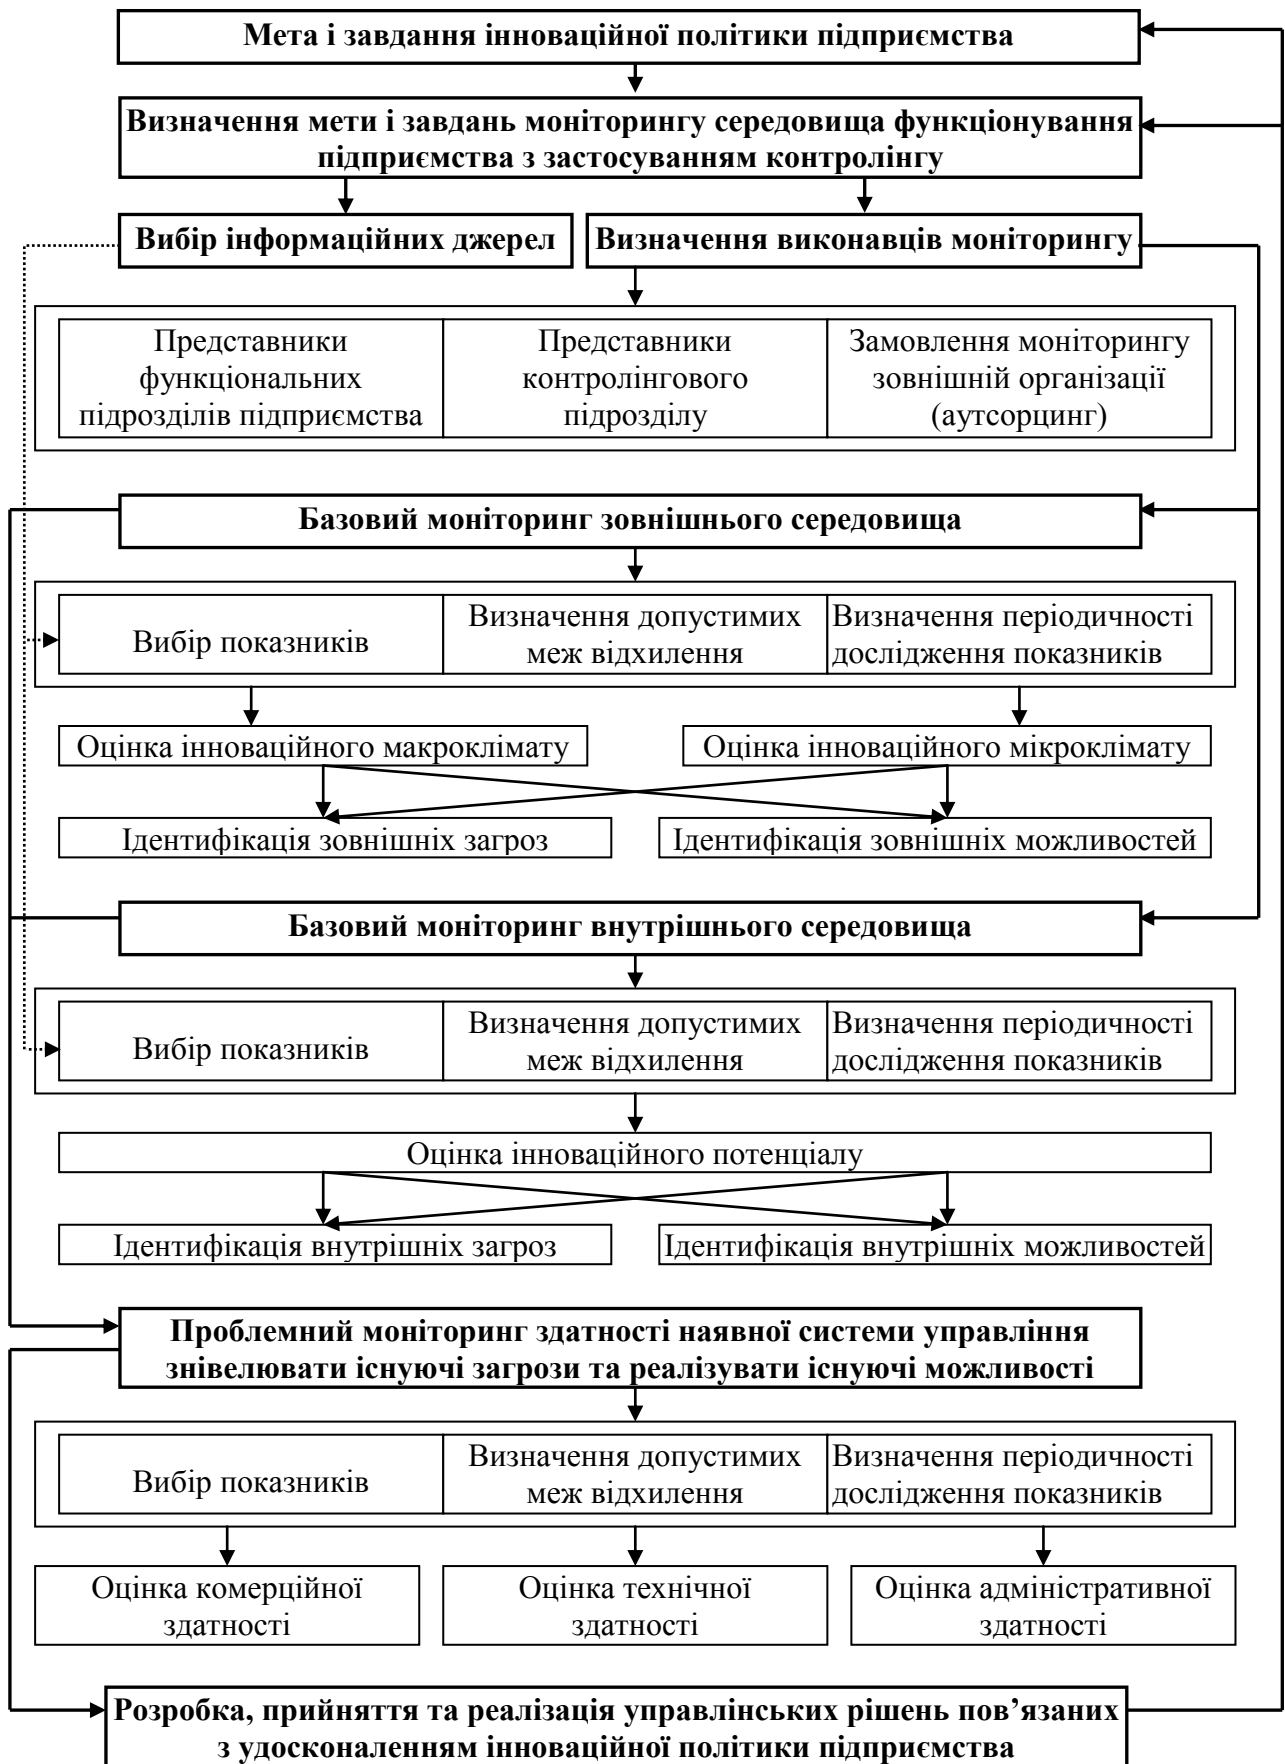 Мета і завдання інноваційної політики підприємства
Визначення мети і завдань моніторингу середовища функціонування
підприємства з застосуванням контролінгу
Вибір інформаційних джерел
Визначення виконавців моніторингу
Представники
функціональних
підрозділів підприємства
Представники
контролінгового
підрозділу
Замовлення моніторингу
зовнішній організації
(аутсорцинг)
Базовий моніторинг зовнішнього середовища
Вибір показників
Визначення допустимих
меж відхилення
Визначення періодичності
дослідження показників
Оцінка інноваційного макроклімату
Оцінка інноваційного мікроклімату
Ідентифікація зовнішніх загроз
Ідентифікація зовнішніх можливостей
Базовий моніторинг внутрішнього середовища
Вибір показників
Визначення допустимих
меж відхилення
Визначення періодичності
дослідження показників
Оцінка інноваційного потенціалу
Ідентифікація внутрішніх загроз
Ідентифікація внутрішніх можливостей
Проблемний моніторинг здатності наявної системи управління
знівелювати існуючі загрози та реалізувати існуючі можливості
Вибір показників
Визначення допустимих
меж відхилення
Визначення періодичності
дослідження показників
Оцінка комерційної
здатності
Оцінка технічної
здатності
Оцінка адміністративної
здатності
Розробка, прийняття та реалізація управлінських рішень пов’язаних
з удосконаленням інноваційної політики підприємства